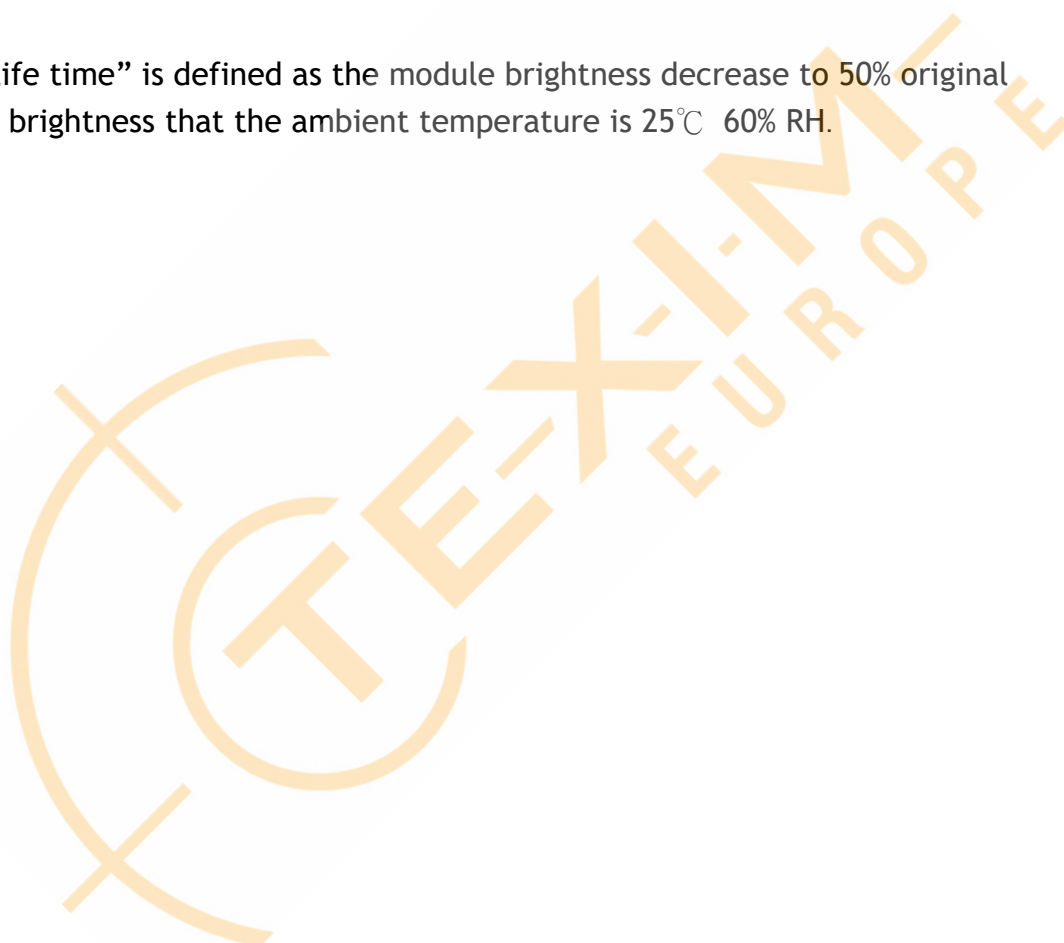 ife time” is defined as the module brightness decrease to 50% original
brightness that the ambient temperature is 25℃ 60% RH.
TEXIM
EUROPE